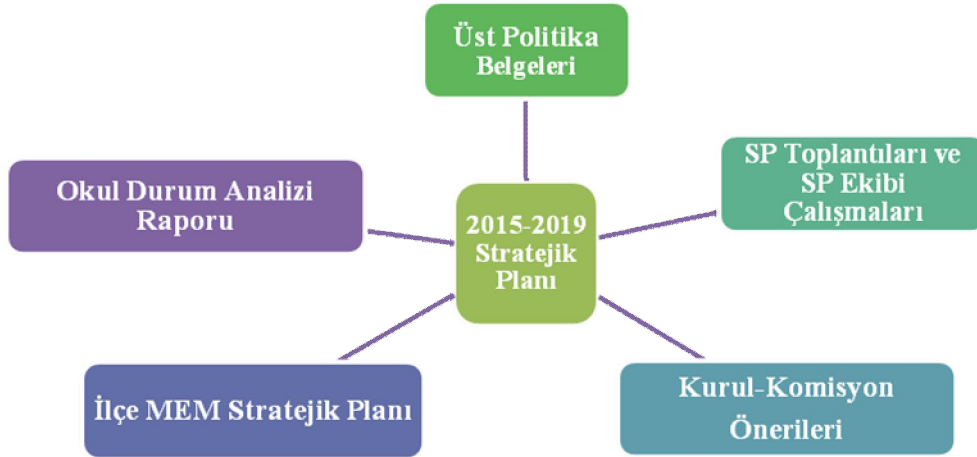 Üst Politika
Belgeleri
SP Toplantıları ve
SP Ekibi
Çalışmaları
Okul Durum Analizi
Raporu
2015-2019
Stratejik
Planı
İlçe MEM Stratejik Planı
Kurul-Komisyon
Önerileri